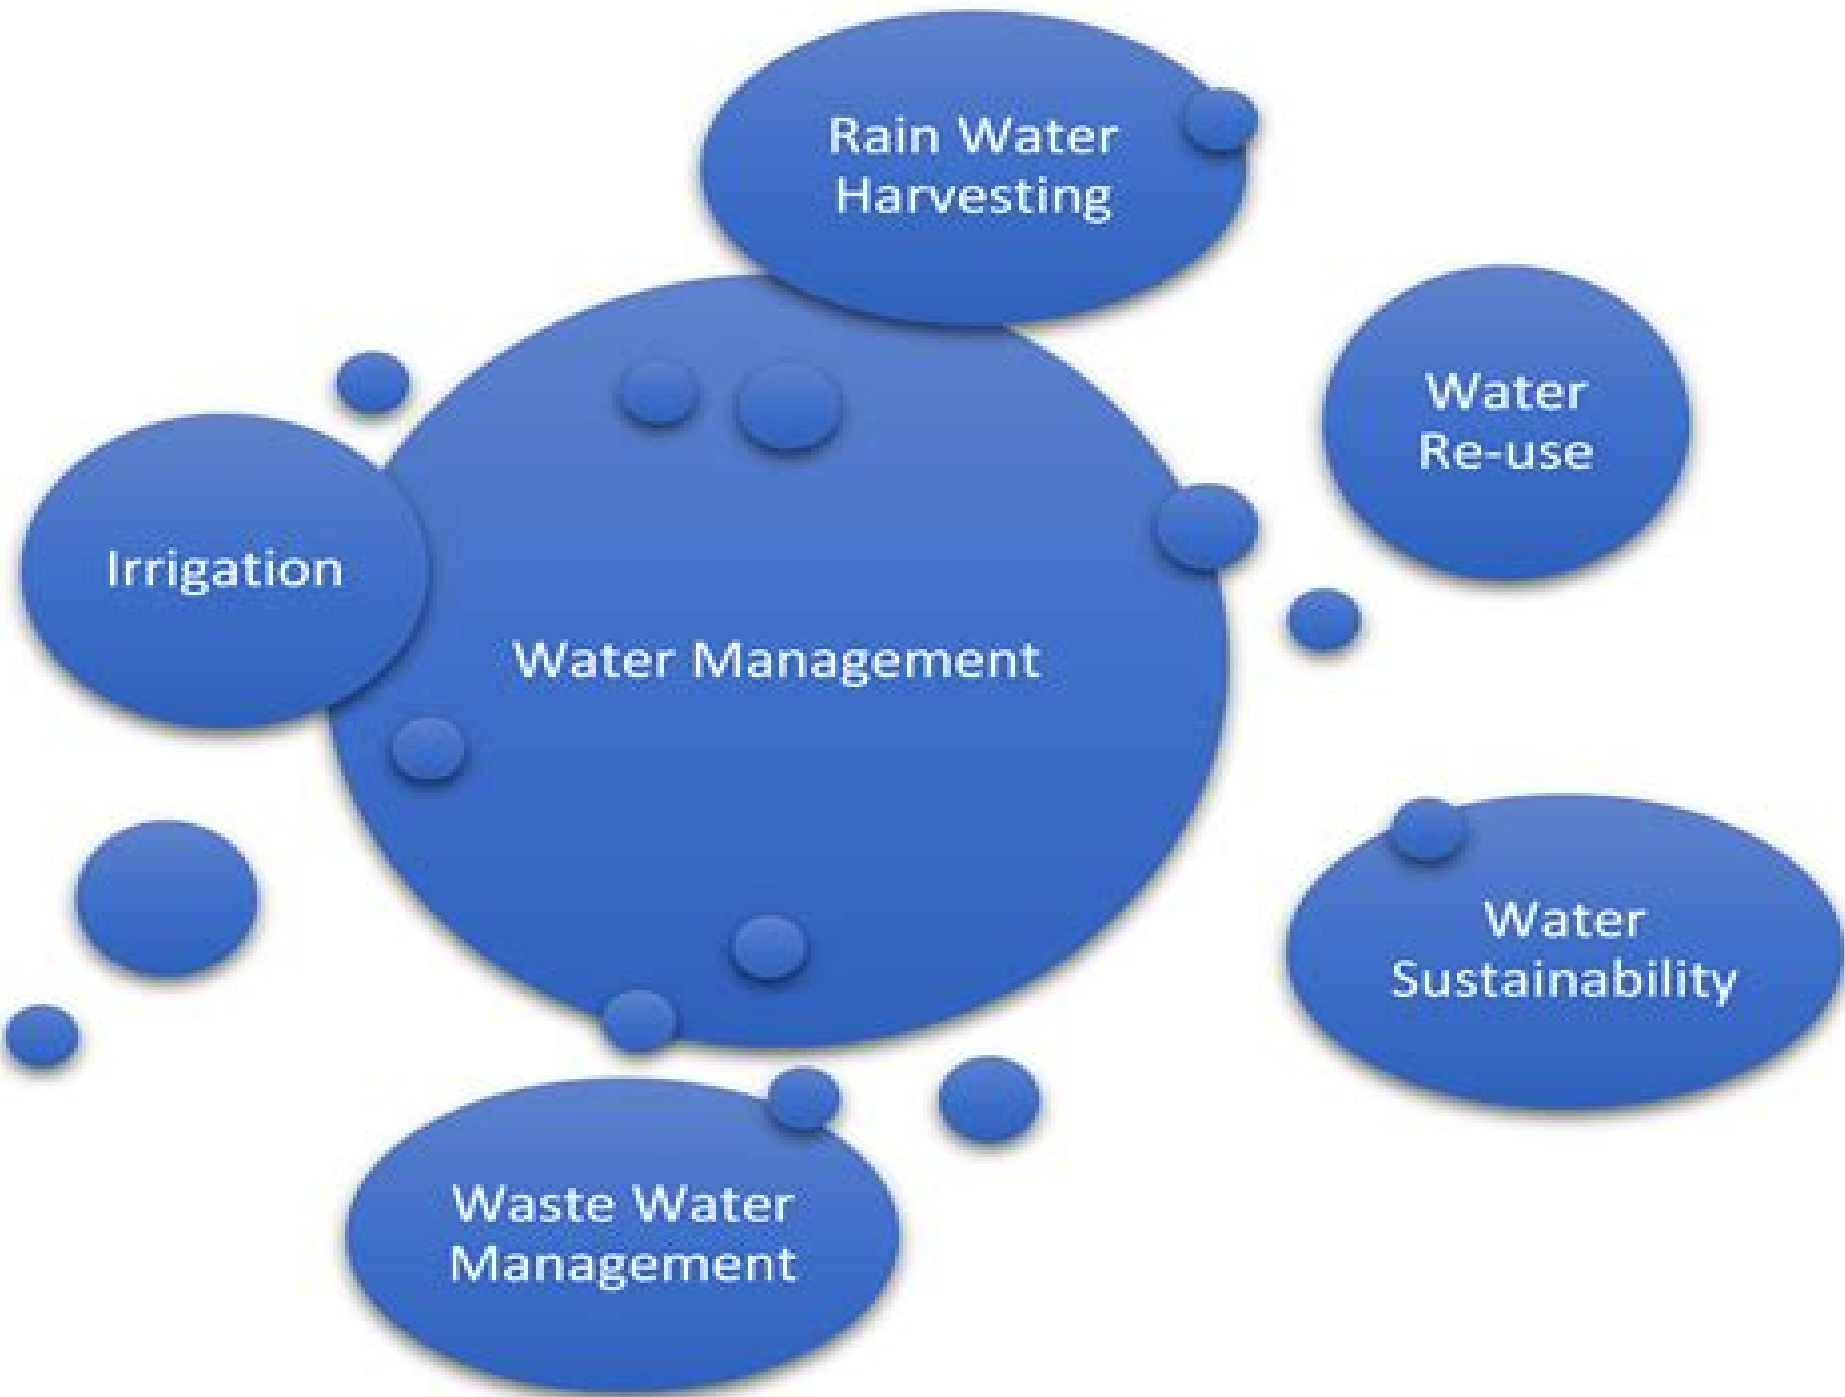 Rain Water
Harvesting
Water
Re-use
Irrigation
Water Management
Water
Sustainability
Waste Water
Management